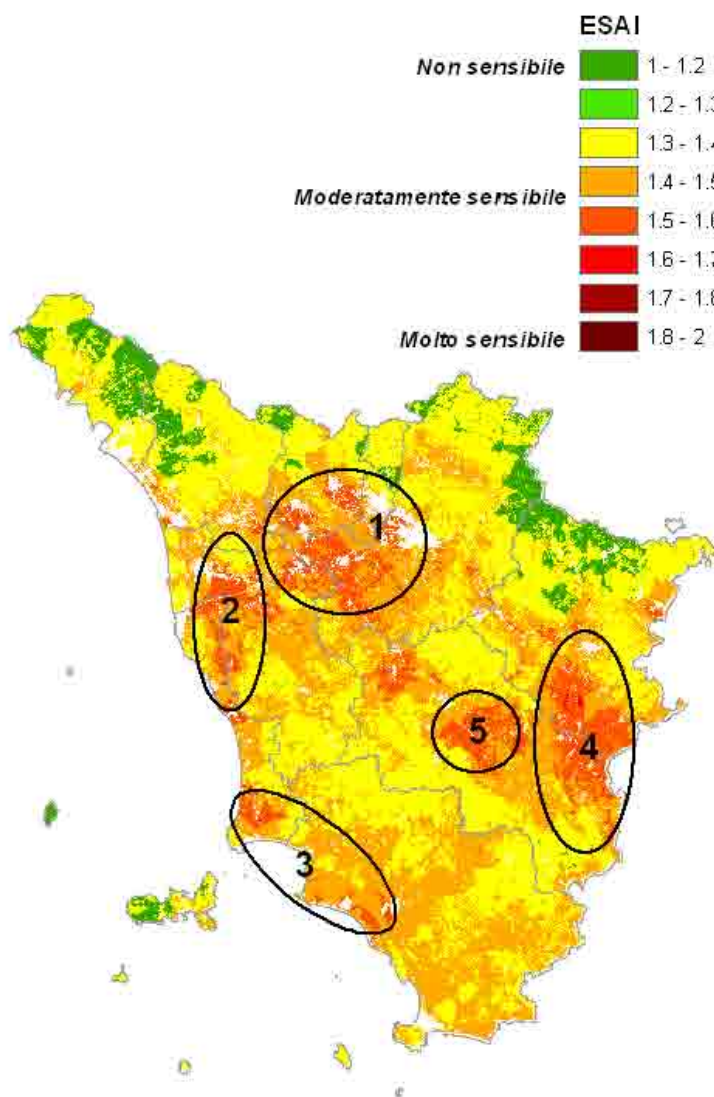 ESAI
Non sensibile 1 - 1.2
1.2 - 1.3
1.3 - 1.4
Moderatamente sensibile 1.4 - 1.5
1.5 - 1.6
1.6 - 1.7
1.7 - 1.8
Molto sensibile 1.8 - 2
1
2
5
4
3